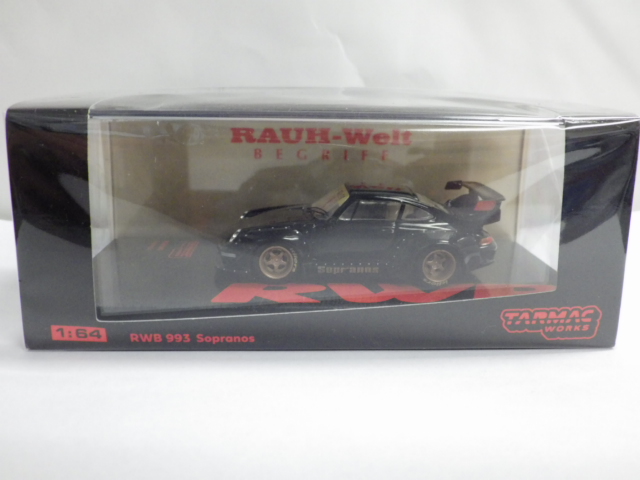 RAUH-Welt
BEGRIFF
Sopranos
RWB
1:64
RWB 993 Sopranos
TARMAC
WORKS